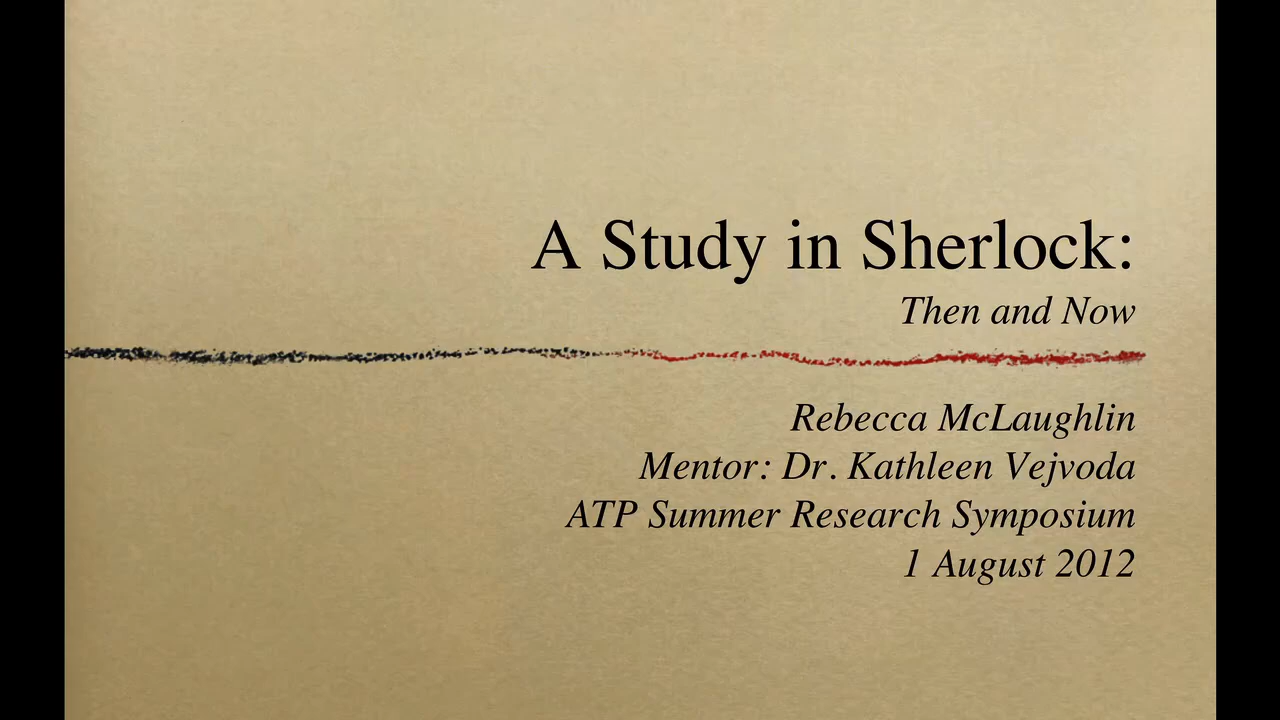 A Study in Sherlock:
Then and Now
Rebecca McLaughlin
Mentor: Dr. Kathleen Vejvoda
ATP Summer Research Symposium
1 August 2012